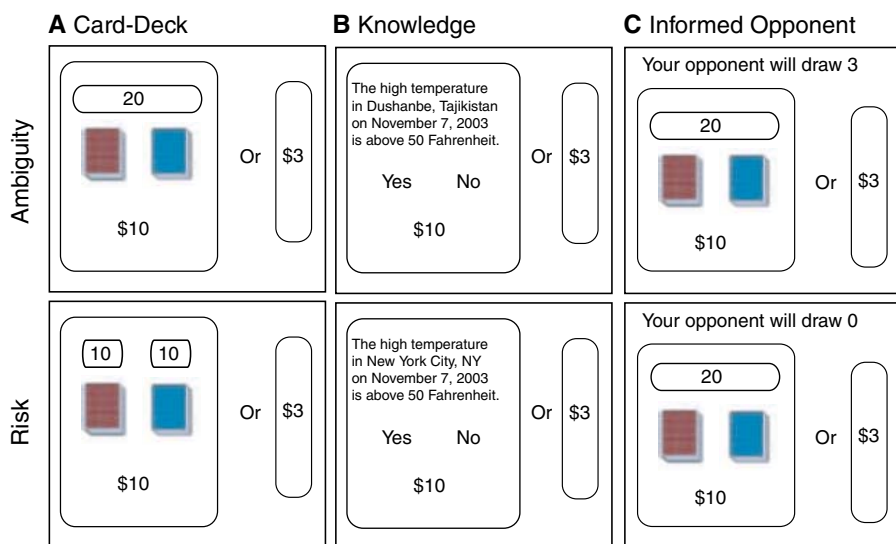 A Card-Deck
B Knowledge
C Informed Opponent
Ambiguity
20
$10
Or
$3
The high temperature
in Dushanbe, Tajikistan
on November 7, 2003
is above 50 Fahrenheit.
Yes No
$10
Or
$3
Your opponent will draw 3
20
$10
Or
$3
Risk
10 10
$10
Or
$3
The high temperature
in New York City, NY
on November 7, 2003
is above 50 Fahrenheit.
Yes No
$10
Or
$3
Your opponent will draw 0
20
$10
Or
$3